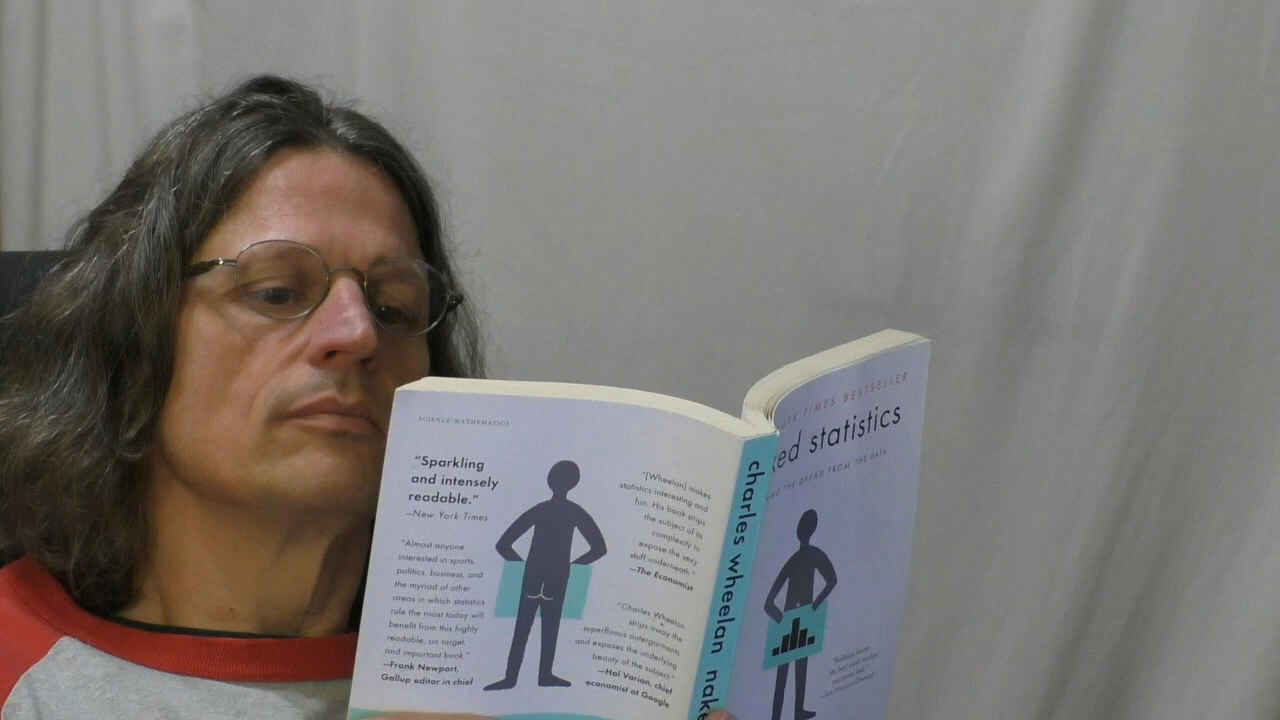 SCIENCE/MATHEMATICS
"Sparkling
and intensely
readable."
—New York Times
"Almost anyone
interested in sports,
politics, business, and
the myriad of other
areas in which statistics
rule the roost today will
benefit from this highly
readable, on target,
and important book."
—Frank Newport,
Gallup editor in chief
"[Wheelan] makes
statistics interesting and
fun. His book strips
the subject of its
complexity to
expose the sexy
stuff underneath."
—The Economist
"Charles Wheelan
strips away the
superfluous outergarments
and exposes the underlying
beauty of the subject."
—Hal Varian, chief
economist at Google
charles wheelan nake
TIMES BESTSELLER
ked statistics
THE DREAD FROM THE DATA